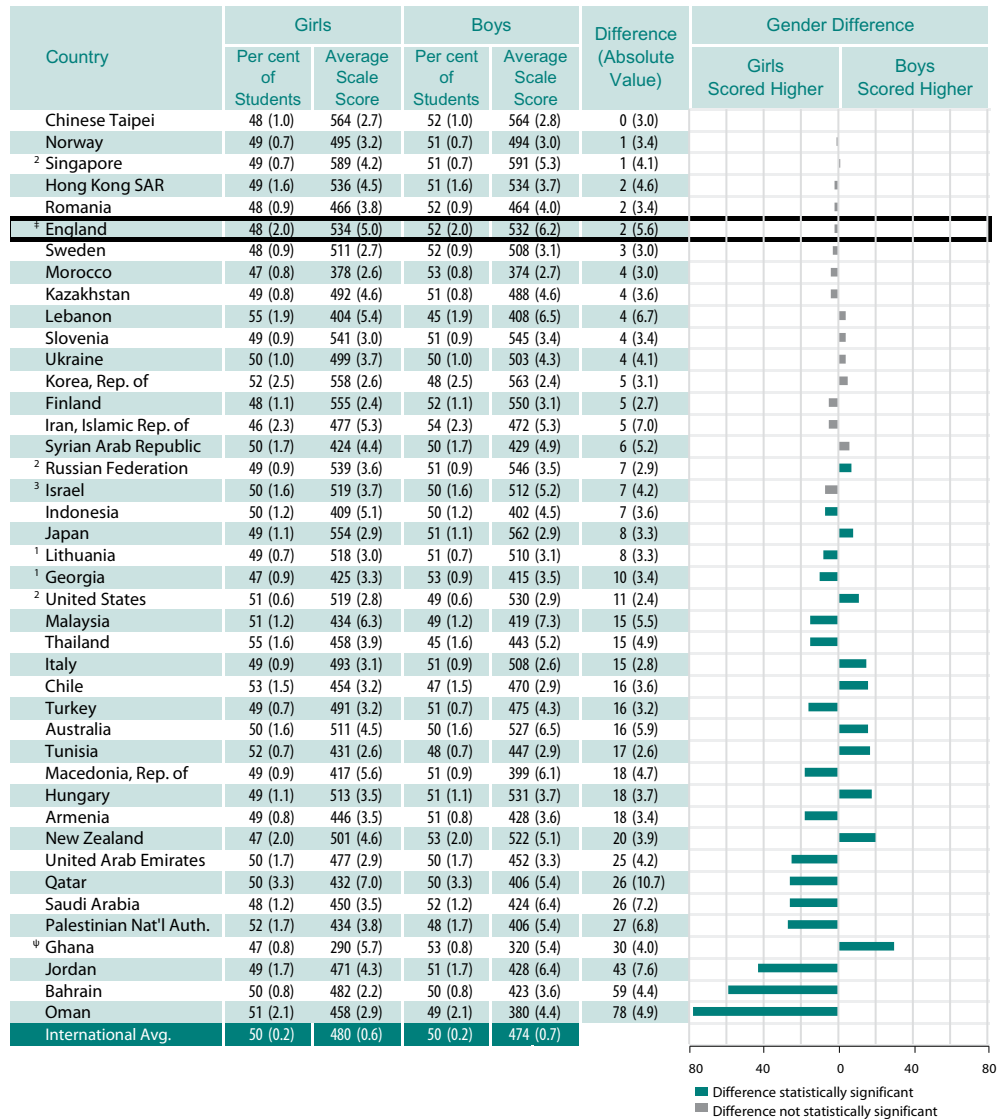 Country
Girls
Boys
Difference
(Absolute
Value)
Gender Difference
Per cent
of
Students
Average
Scale
Score
Per cent
of
Students
Average
Scale
Score
Girls
Scored Higher
Boys
Scored Higher
Chinese Taipei 48 (1.0) 564 (2.7) 52 (1.0) 564 (2.8) 0 (3.0)
Norway 49 (0.7) 495 (3.2) 51 (0.7) 494 (3.0) 1 (3.4)
2 Singapore 49 (0.7) 589 (4.2) 51 (0.7) 591 (5.3) 1 (4.1)
Hong Kong SAR 49 (1.6) 536 (4.5) 51 (1.6) 534 (3.7) 2 (4.6)
Romania 48 (0.9) 466 (3.8) 52 (0.9) 464 (4.0) 2 (3.4)
‡ England 48 (2.0) 534 (5.0) 52 (2.0) 532 (6.2) 2 (5.6)
Sweden 48 (0.9) 511 (2.7) 52 (0.9) 508 (3.1) 3 (3.0)
Morocco 47 (0.8) 378 (2.6) 53 (0.8) 374 (2.7) 4 (3.0)
Kazakhstan 49 (0.8) 492 (4.6) 51 (0.8) 488 (4.6) 4 (3.6)
Lebanon 55 (1.9) 404 (5.4) 45 (1.9) 408 (6.5) 4 (6.7)
Slovenia 49 (0.9) 541 (3.0) 51 (0.9) 545 (3.4) 4 (3.4)
Ukraine 50 (1.0) 499 (3.7) 50 (1.0) 503 (4.3) 4 (4.1)
Korea, Rep. of 52 (2.5) 558 (2.6) 48 (2.5) 563 (2.4) 5 (3.1)
Finland 48 (1.1) 555 (2.4) 52 (1.1) 550 (3.1) 5 (2.7)
Iran, Islamic Rep. of 46 (2.3) 477 (5.3) 54 (2.3) 472 (5.3) 5 (7.0)
Syrian Arab Republic 50 (1.7) 424 (4.4) 50 (1.7) 429 (4.9) 6 (5.2)
2 Russian Federation 49 (0.9) 539 (3.6) 51 (0.9) 546 (3.5) 7 (2.9)
3 Israel 50 (1.6) 519 (3.7) 50 (1.6) 512 (5.2) 7 (4.2)
Indonesia 50 (1.2) 409 (5.1) 50 (1.2) 402 (4.5) 7 (3.6)
Japan 49 (1.1) 554 (2.9) 51 (1.1) 562 (2.9) 8 (3.3)
1 Lithuania 49 (0.7) 518 (3.0) 51 (0.7) 510 (3.1) 8 (3.3)
1 Georgia 47 (0.9) 425 (3.3) 53 (0.9) 415 (3.5) 10 (3.4)
2 United States 51 (0.6) 519 (2.8) 49 (0.6) 530 (2.9) 11 (2.4)
Malaysia 51 (1.2) 434 (6.3) 49 (1.2) 419 (7.3) 15 (5.5)
Thailand 55 (1.6) 458 (3.9) 45 (1.6) 443 (5.2) 15 (4.9)
Italy 49 (0.9) 493 (3.1) 51 (0.9) 508 (2.6) 15 (2.8)
Chile 53 (1.5) 454 (3.2) 47 (1.5) 470 (2.9) 16 (3.6)
Turkey 49 (0.7) 491 (3.2) 51 (0.7) 475 (4.3) 16 (3.2)
Australia 50 (1.6) 511 (4.5) 50 (1.6) 527 (6.5) 16 (5.9)
Tunisia 52 (0.7) 431 (2.6) 48 (0.7) 447 (2.9) 17 (2.6)
Macedonia, Rep. of 49 (0.9) 417 (5.6) 51 (0.9) 399 (6.1) 18 (4.7)
Hungary 49 (1.1) 513 (3.5) 51 (1.1) 531 (3.7) 18 (3.7)
Armenia 49 (0.8) 446 (3.5) 51 (0.8) 428 (3.6) 18 (3.4)
New Zealand 47 (2.0) 501 (4.6) 53 (2.0) 522 (5.1) 20 (3.9)
United Arab Emirates 50 (1.7) 477 (2.9) 50 (1.7) 452 (3.3) 25 (4.2)
Qatar 50 (3.3) 432 (7.0) 50 (3.3) 406 (5.4) 26 (10.7)
Saudi Arabia 48 (1.2) 450 (3.5) 52 (1.2) 424 (6.4) 26 (7.2)
Palestinian Nat'l Auth. 52 (1.7) 434 (3.8) 48 (1.7) 406 (5.4) 27 (6.8)
ψ Ghana 47 (0.8) 290 (5.7) 53 (0.8) 320 (5.4) 30 (4.0)
Jordan 49 (1.7) 471 (4.3) 51 (1.7) 428 (6.4) 43 (7.6)
Bahrain 50 (0.8) 482 (2.2) 50 (0.8) 423 (3.6) 59 (4.4)
Oman 51 (2.1) 458 (2.9) 49 (2.1) 380 (4.4) 78 (4.9)
International Avg. 50 (0.2) 480 (0.6) 50 (0.2) 474 (0.7)
80 40 0 40 80
Difference statistically significant
Difference not statistically significant